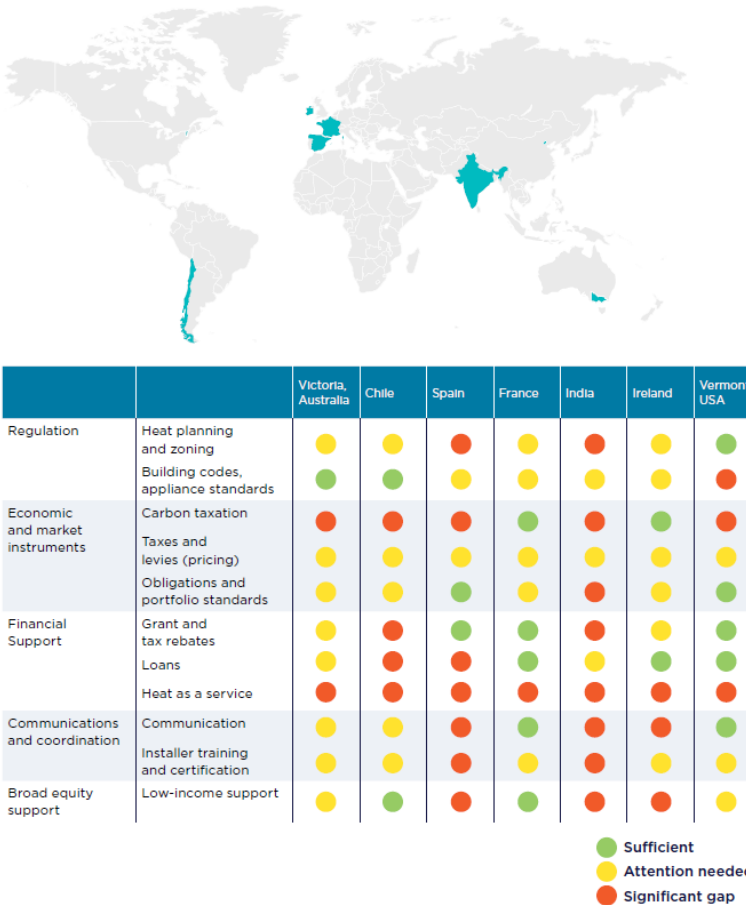 Victoria, Australia
Chile
Spain
France
India
Ireland
Vermont USA
Regulation
Heat planning
and zoning
Building codes,
appliance standards
Economic
and market
instruments
Carbon taxation
Taxes and
levies (pricing)
Obligations and
portfolio standards
Financial
Support
Grant and
tax rebates
Loans
Heat as a service
Communications
and coordination
Communication
Installer training
and certification
Broad equity
support
Low-income support
Sufficient
Attention needed
Significant gap